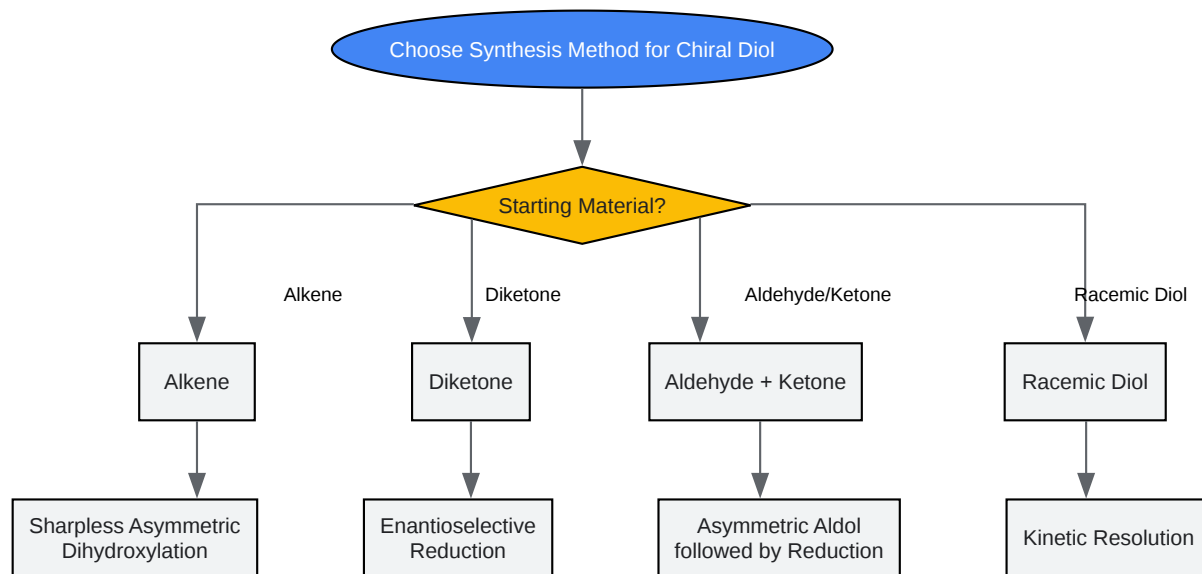 Choose Synthesis Method for Chiral Diol
Starting Material?
Alkene
Diketone
Aldehyde/Ketone
Racemic Diol
Alkene
Diketone
Aldehyde + Ketone
Racemic Diol
Sharpless Asymmetric
Dihydroxylation
Enantioselective
Reduction
Asymmetric Aldol
followed by Reduction
Kinetic Resolution